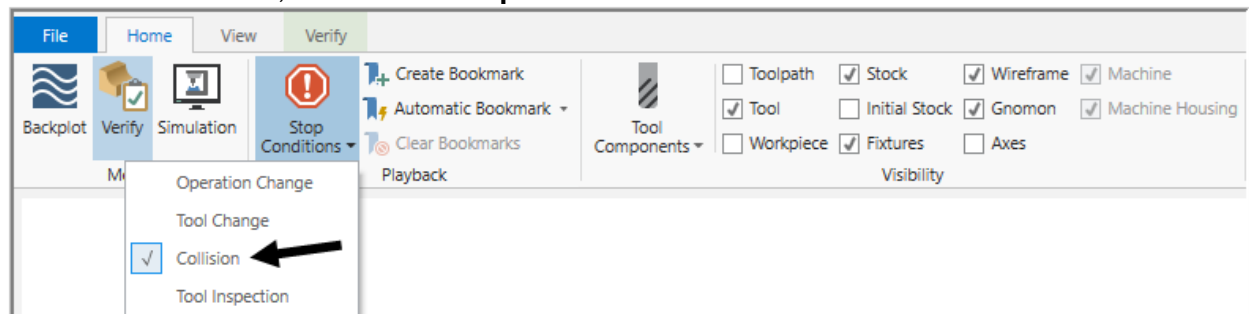 File Home View Verify
Create Bookmark Toolpath Stock Wireframe Machine
Automatic Bookmark Tool Initial Stock Gnomon Machine Housing
Backplot Verify Simulation Stop Conditions Clear Bookmarks Tool Components Workpiece Fixtures Axes
Playback Visibility
Operation Change
Tool Change
Collision
Tool Inspection